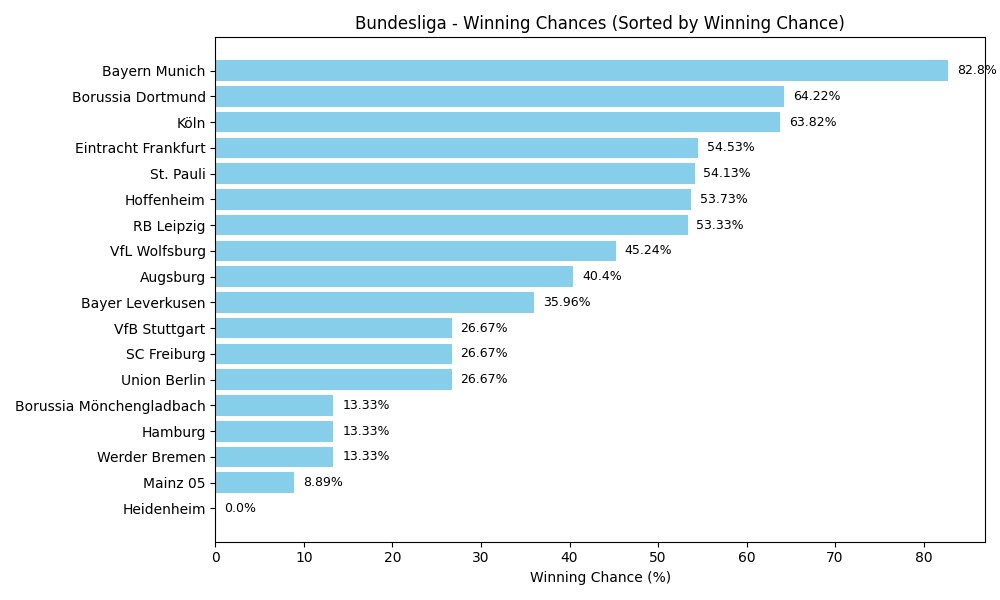 Bundesliga - Winning Chances (Sorted by Winning Chance)
Bayern Munich 82.8%
Borussia Dortmund 64.22%
Köln 63.82%
Eintracht Frankfurt 54.53%
St. Pauli 54.13%
Hoffenheim 53.73%
RB Leipzig 53.33%
VfL Wolfsburg 45.24%
Augsburg 40.4%
Bayer Leverkusen 35.96%
VfB Stuttgart 26.67%
SC Freiburg 26.67%
Union Berlin 26.67%
Borussia Mönchengladbach 13.33%
Hamburg 13.33%
Werder Bremen 13.33%
Mainz 05 8.89%
Heidenheim 0.0%
0 10 20 30 40 50 60 70 80
Winning Chance (%)